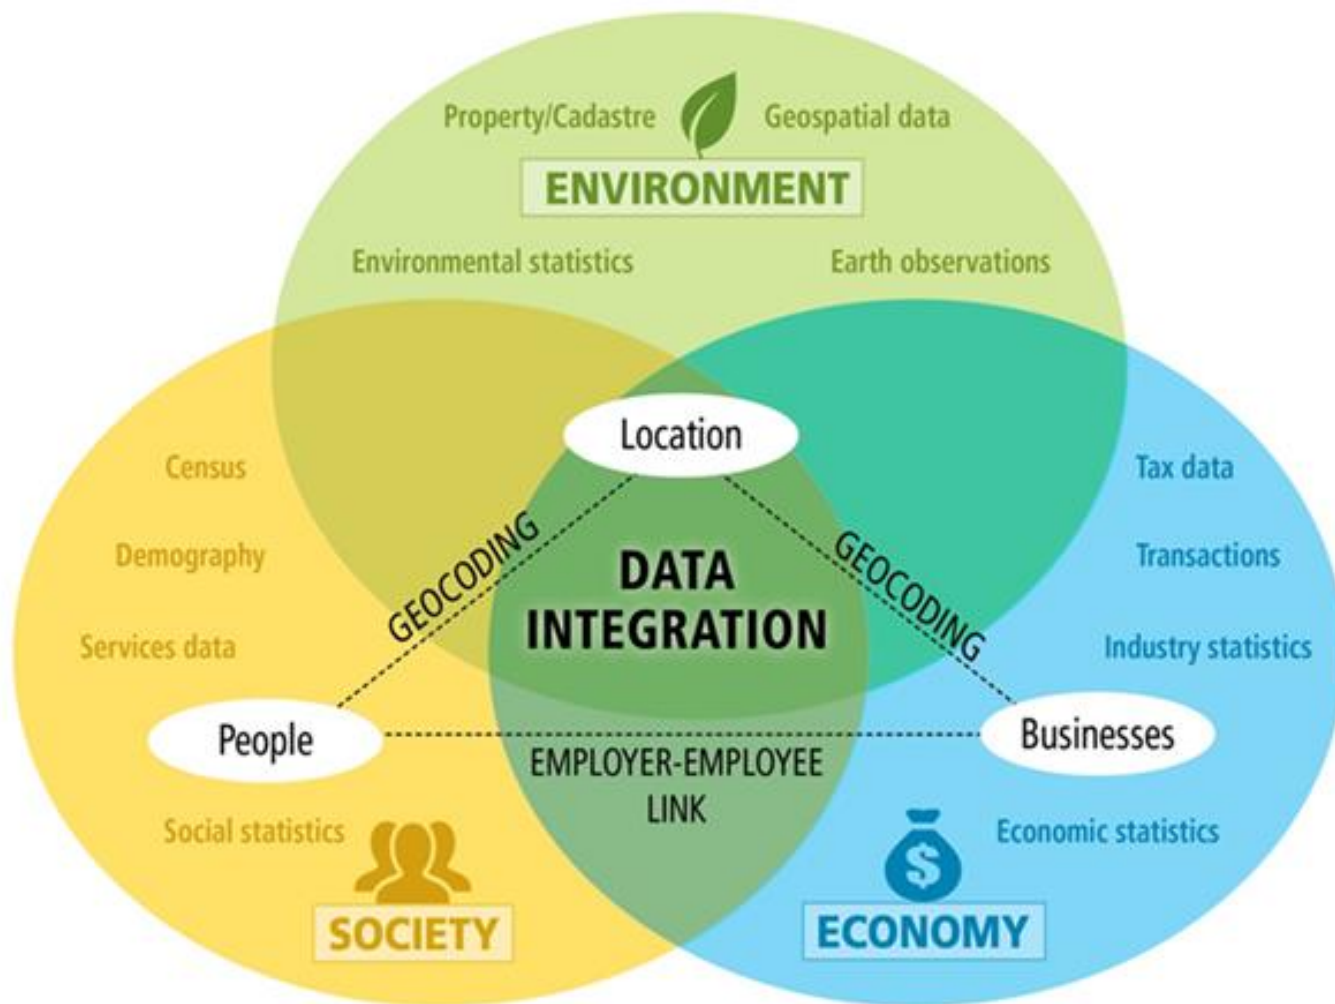 Property/Cadastre
Geospatial data
ENVIRONMENT
Environmental statistics
Earth observations
Location
Census
Tax data
GEOCODING
GEOCODING
Demography
DATA
INTEGRATION
Transactions
Services data
Industry statistics
People
Businesses
EMPLOYER-EMPLOYEE
LINK
Social statistics
$
Economic statistics
SOCIETY
ECONOMY